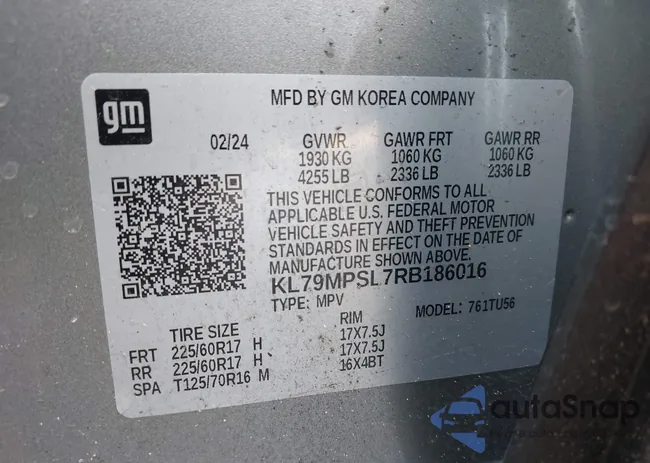 gm
MFD BY GM KOREA COMPANY
02/24 GVWR GAWR FRT GAWR RR
1930 KG 1060 KG 1060 KG
4255 LB 2336 LB 2336 LB
THIS VEHICLE CONFORMS TO ALL
APPLICABLE U.S. FEDERAL MOTOR
VEHICLE SAFETY AND THEFT PREVENTION
STANDARDS IN EFFECT ON THE DATE OF
MANUFACTURE SHOWN ABOVE.
KL79MPSL7RB186016
TYPE: MPV MODEL: 761TU56
TIRE SIZE RIM
FRT 225/60R17 H 17X7.5J
RR 225/60R17 H 17X7.5J
SPA T125/70R16 M 16X4BT
autoSnap